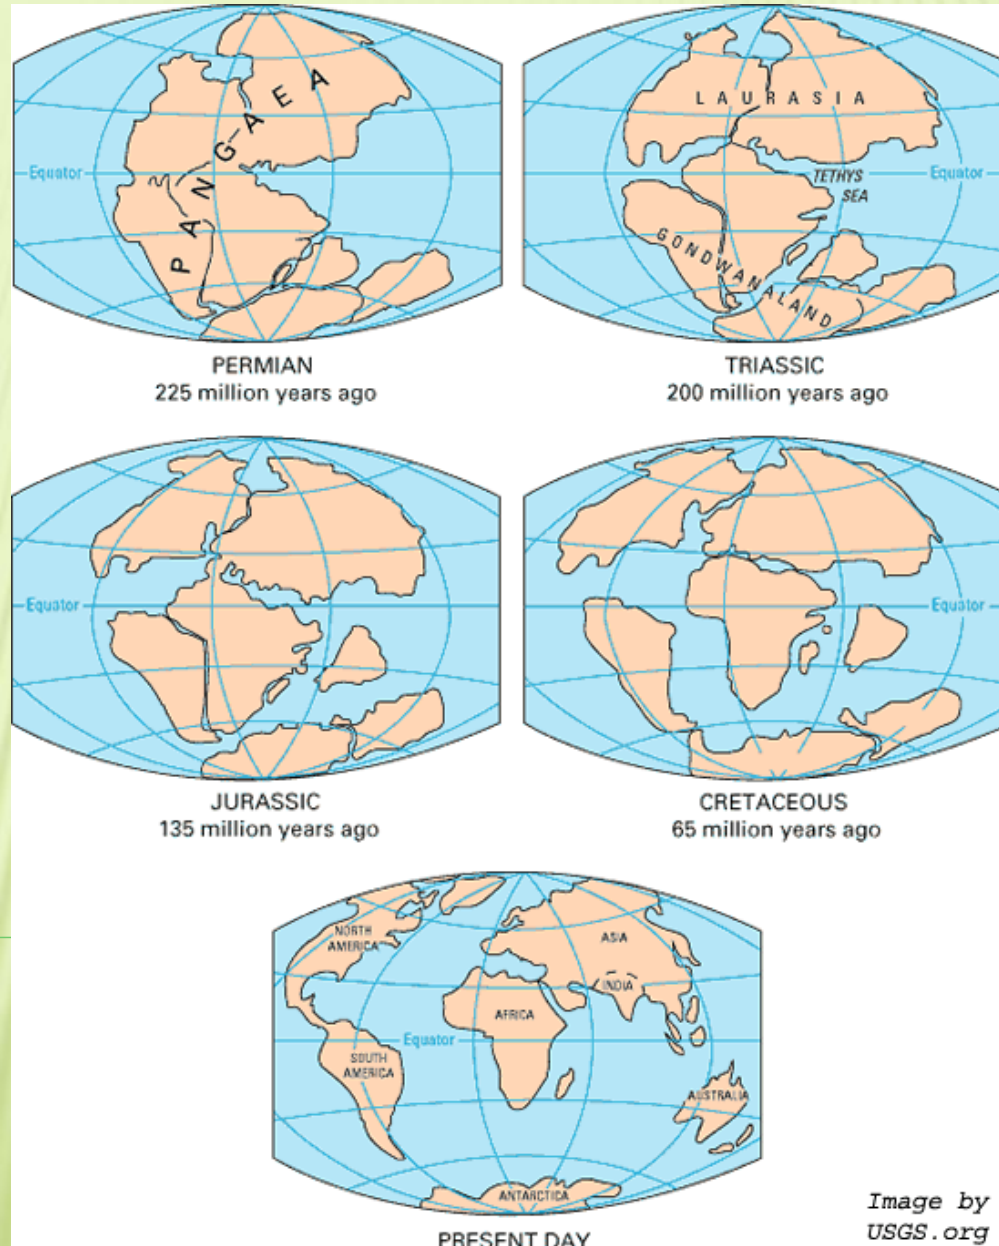 PANGAEA
Equator
PERMIAN
225 million years ago
LAURASIA
TETHYS
SEA
Equator
GONDWANALAND
TRIASSIC
200 million years ago
Equator
JURASSIC
135 million years ago
Equator
CRETACEOUS
65 million years ago
NORTH
AMERICA
ASIA
INDIA
AFRICA
Equator
SOUTH
AMERICA
AUSTRALIA
ANTARCTICA
PRESENT DAY
Image by
USGS.org